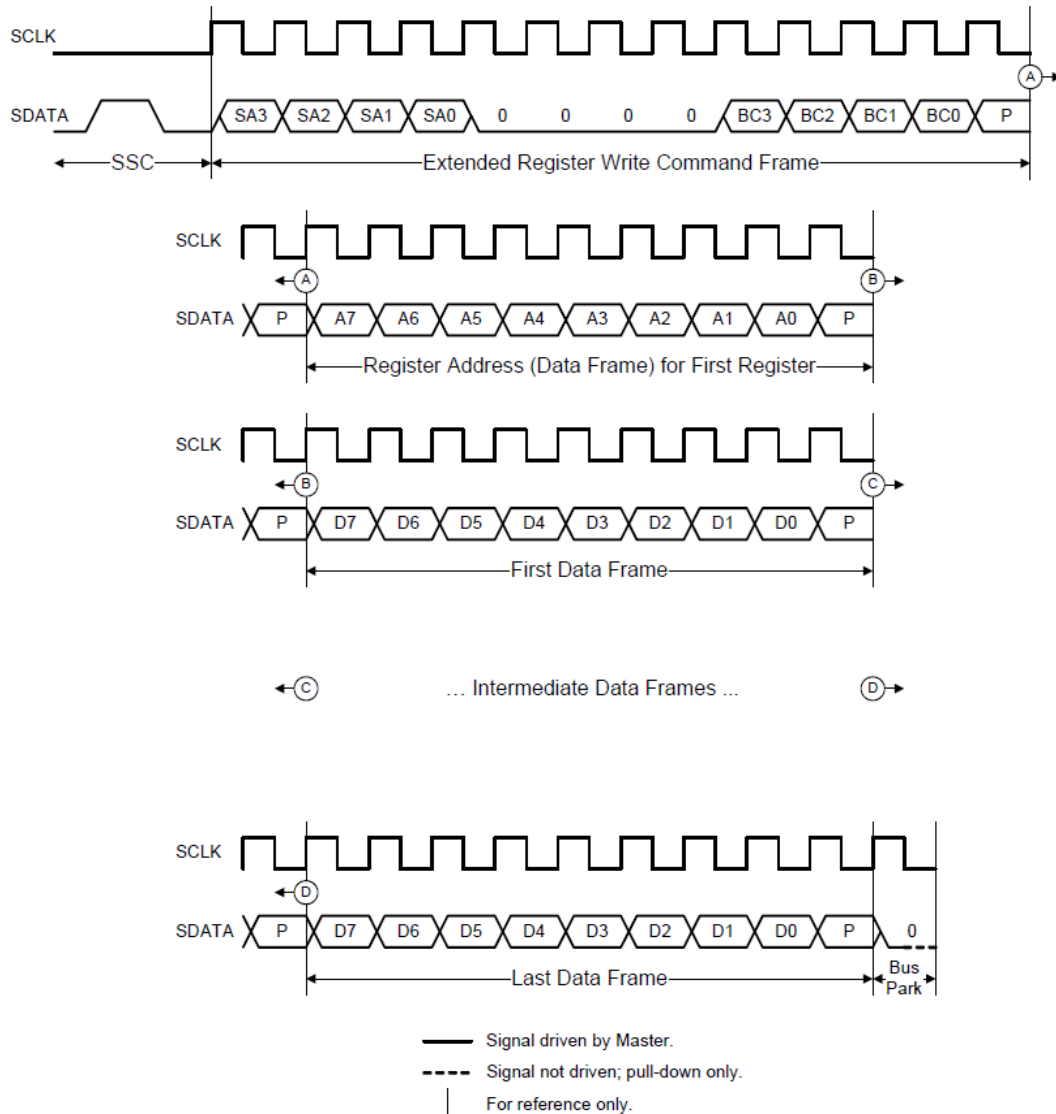 SCLK
A
SDATA SA3 SA2 SA1 SA0 0 0 0 0 BC3 BC2 BC1 BC0 P
SSC Extended Register Write Command Frame
SCLK
A B
SDATA P A7 A6 A5 A4 A3 A2 A1 A0 P
Register Address (Data Frame) for First Register
SCLK
B C
SDATA P D7 D6 D5 D4 D3 D2 D1 D0 P
First Data Frame
C ... Intermediate Data Frames ... D
SCLK
D
SDATA P D7 D6 D5 D4 D3 D2 D1 D0 P 0
Last Data Frame Bus
Park
Signal driven by Master.
Signal not driven; pull-down only.
For reference only.